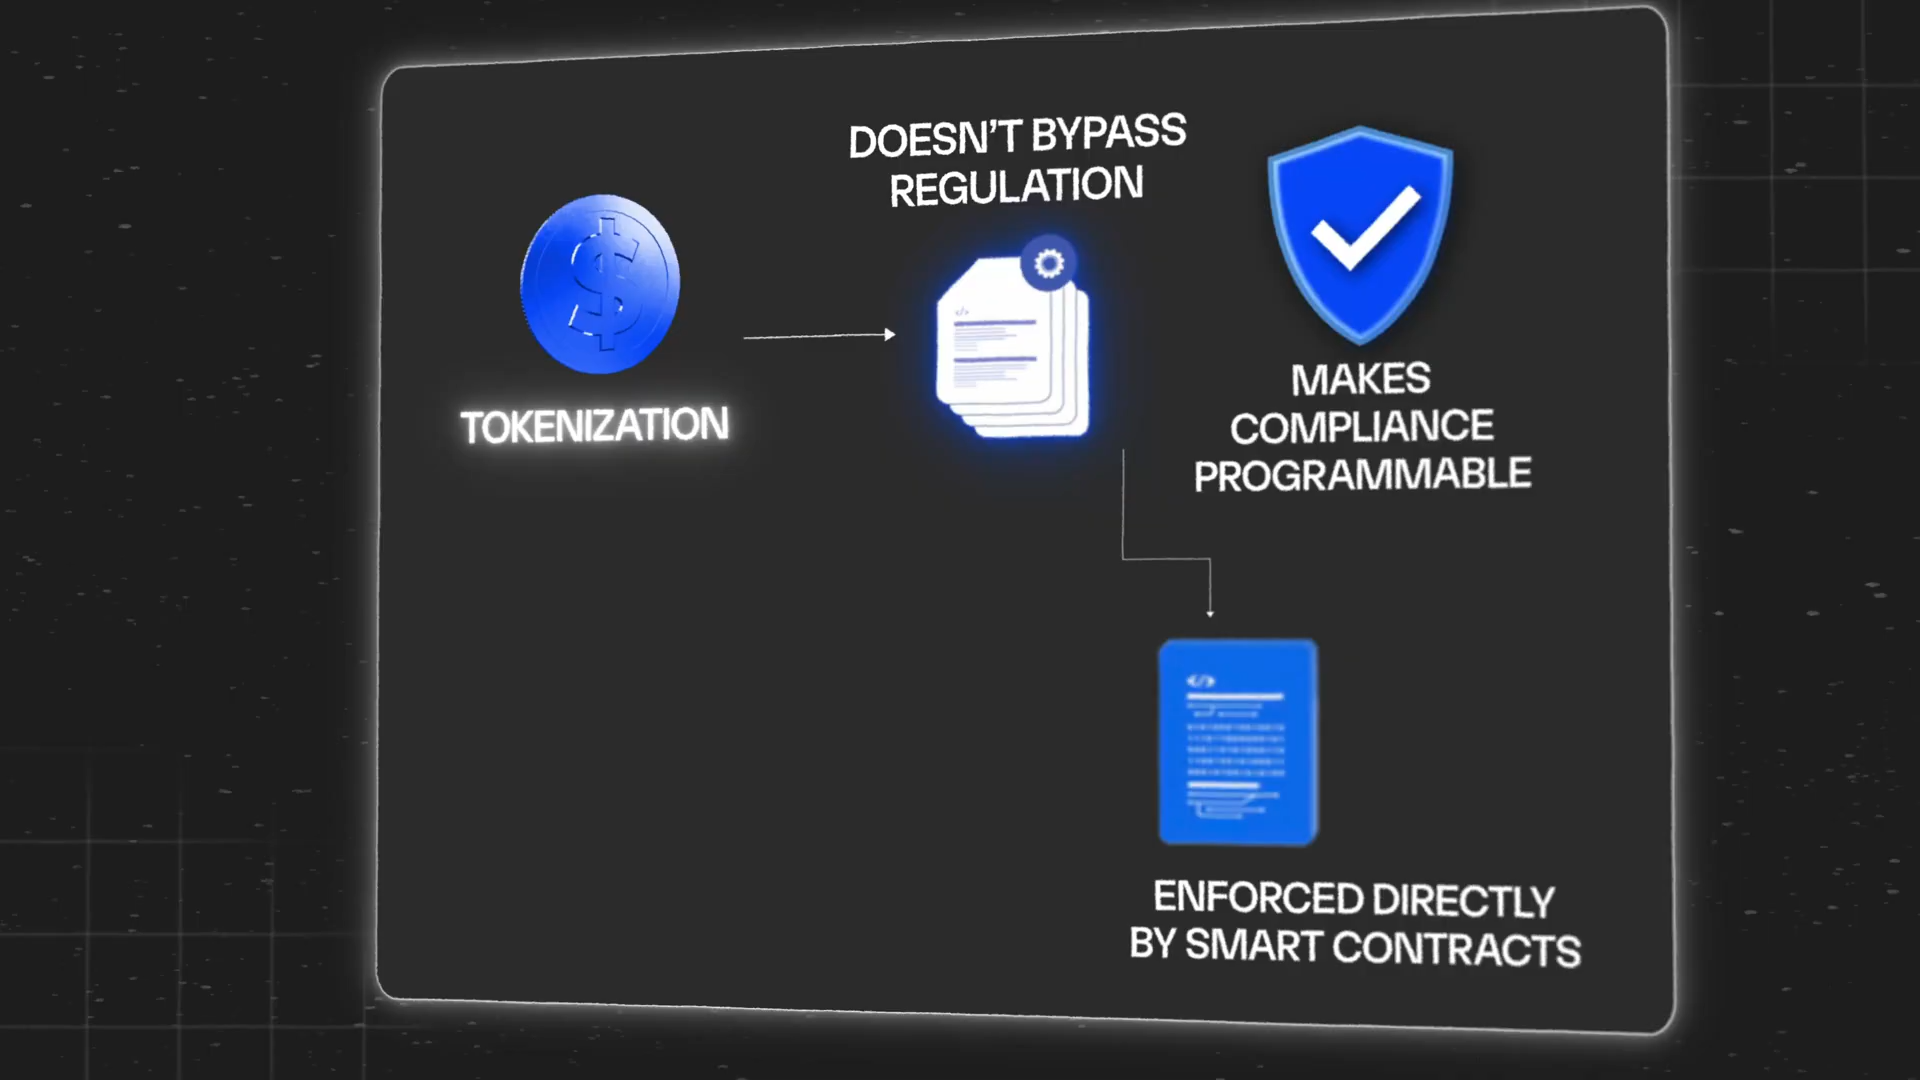 TOKENIZATION
DOESN'T BYPASS
REGULATION
</>
MAKES
COMPLIANCE
PROGRAMMABLE
</>
ENFORCED DIRECTLY
BY SMART CONTRACTS